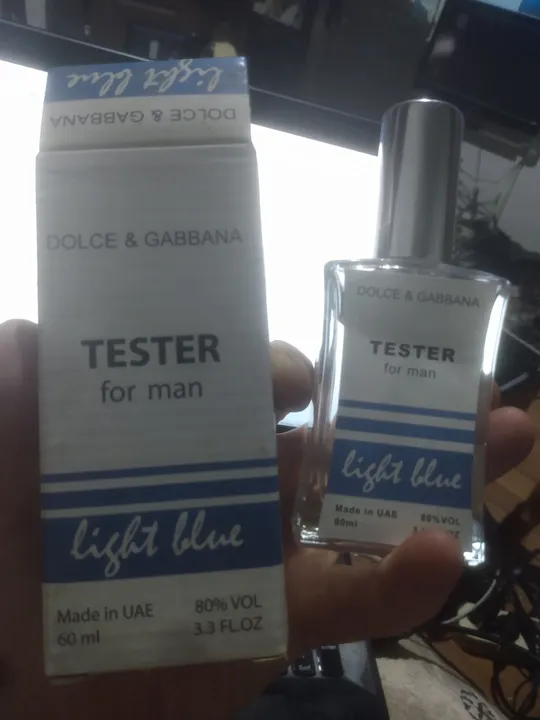 light blue
DOLCE & GABBANA
DOLCE & GABBANA
TESTER
for man
light blue
Made in UAE 80% VOL
60 ml 3.3 FL.OZ
DOLCE & GABBANA
TESTER
for man
light blue
Made in UAE 80%VOL
60ml